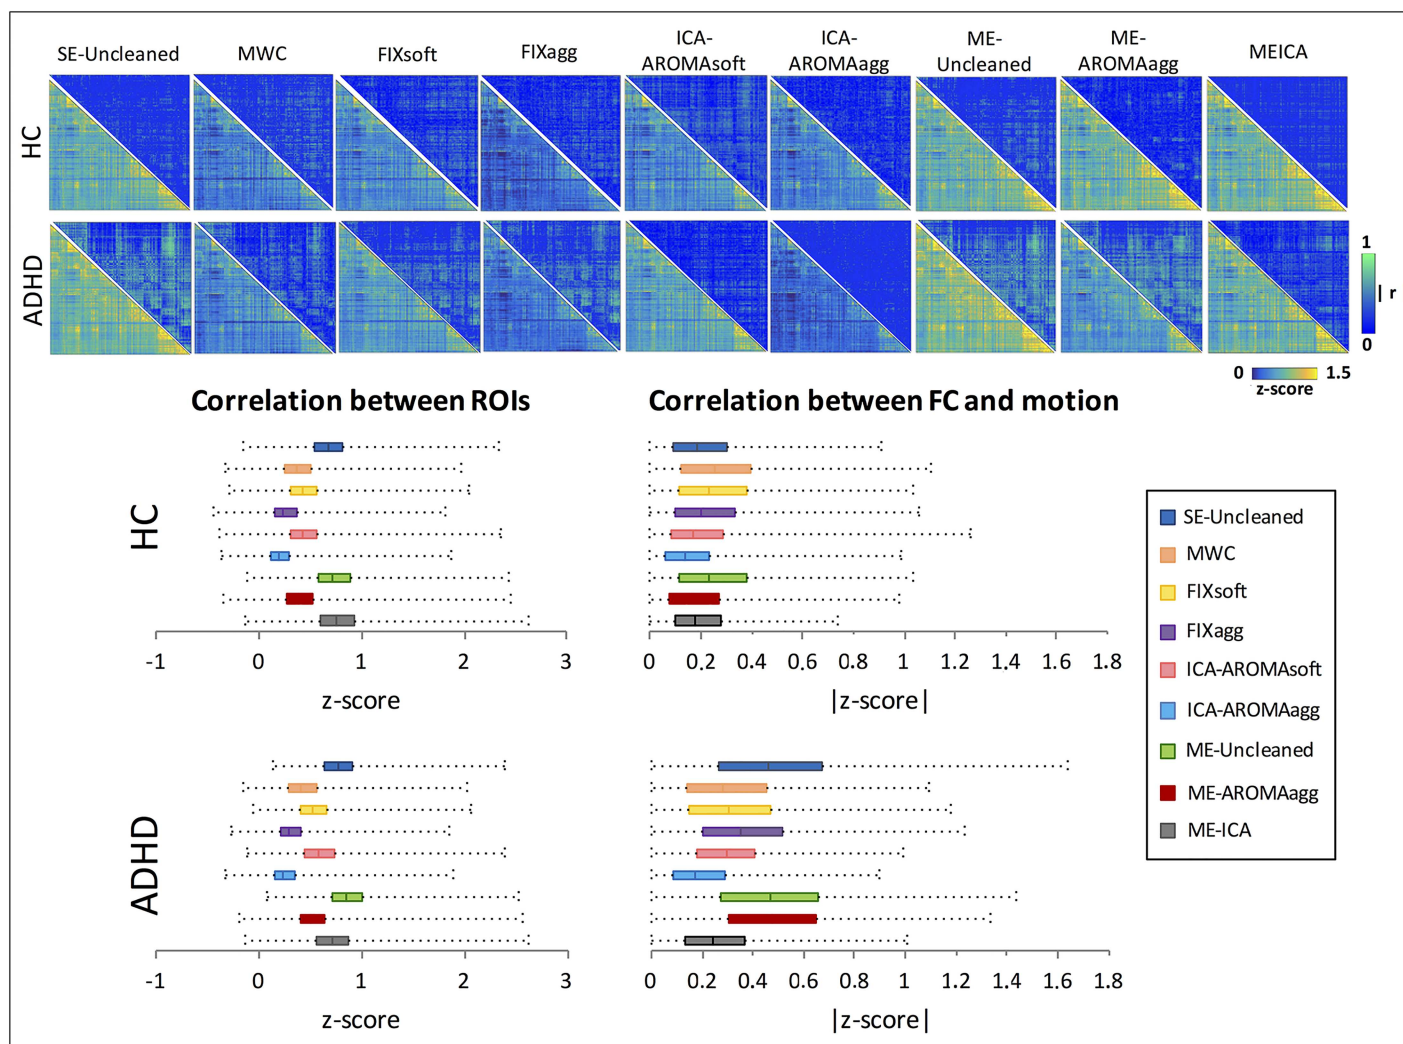 SE-Uncleaned MWC FIXsoft FIXagg ICA- ICA- ME- ME- MEICA
AROMAsoft AROMAagg Uncleaned AROMAagg
HC
ADHD
1
| r
0
0 1.5
z-score
Correlation between ROIs Correlation between FC and motion
HC
-1 0 1 2 3
z-score
0 0.2 0.4 0.6 0.8 1 1.2 1.4 1.6 1.8
|z-score|
SE-Uncleaned
MWC
FIXsoft
FIXagg
ICA-AROMAsoft
ICA-AROMAagg
ME-Uncleaned
ME-AROMAagg
ME-ICA
ADHD
-1 0 1 2 3
z-score
0 0.2 0.4 0.6 0.8 1 1.2 1.4 1.6 1.8
|z-score|